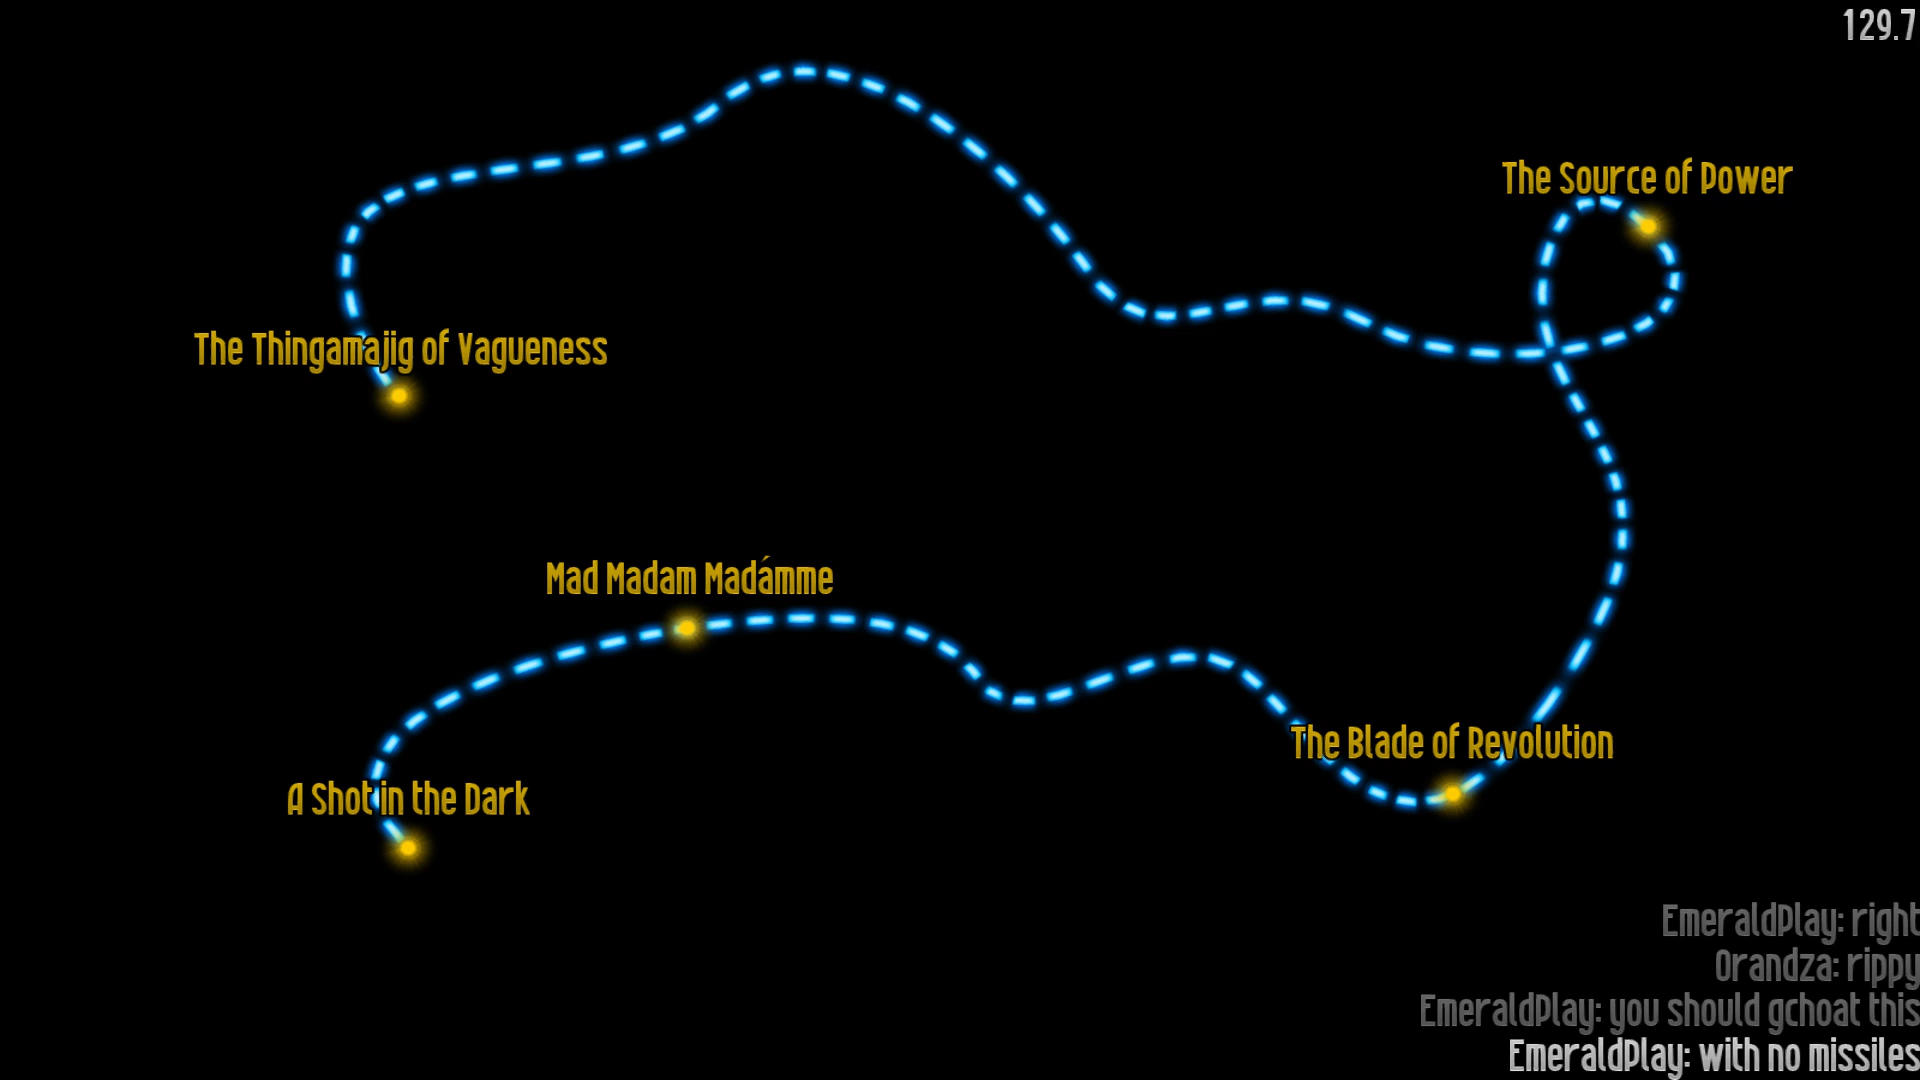 129.7
The Source of Power
The Thingamajig of Vagueness
Mad Madam Madámme
The Blade of Revolution
A Shot in the Dark
EmeraldPlay: right
Orandza: rippy
EmeraldPlay: you should gchoat this
EmeraldPlay: with no missiles